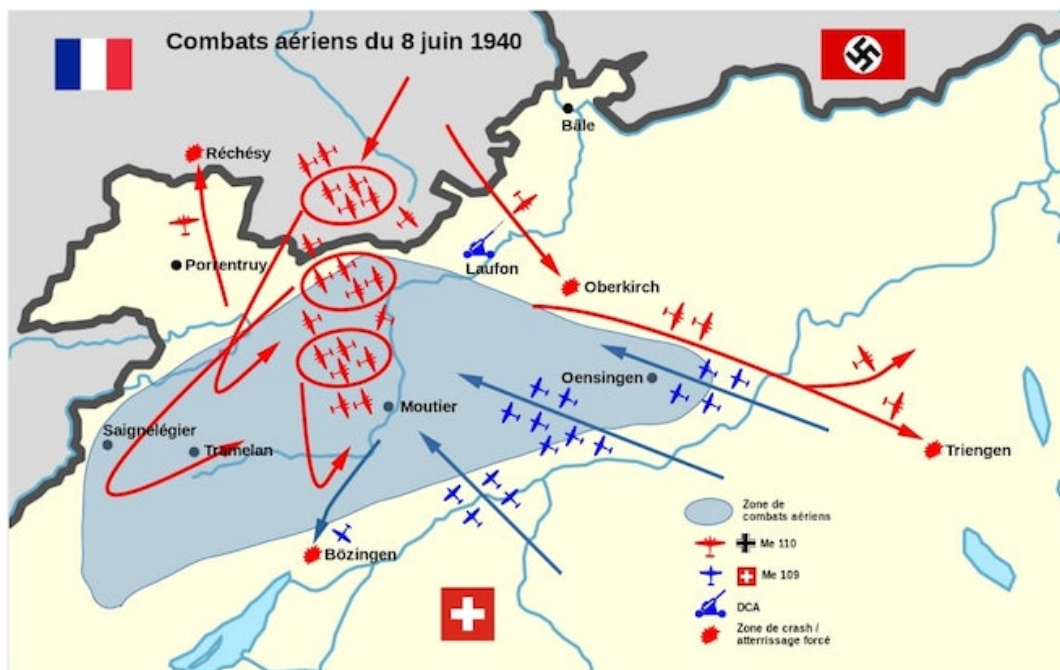 Combats aériens du 8 juin 1940
Bâle
Réchésy
Porrentruy
Laufon
Oberkirch
Oensingen
Moutier
Saignelégier
Tramelan
Triengen
Bözingen
Zone de
combats aériens
Me 110
Me 109
DCA
Zone de crash /
atterrissage forcé